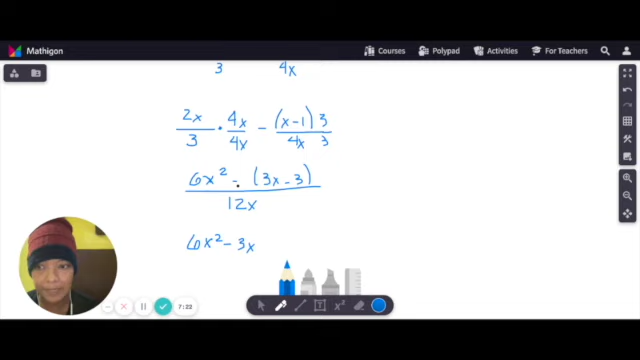 Mathigon
Courses Polypad Activities For Teachers
3 4x
2x/3 • 4x/4x − (x−1) 3/4x 3
6x² − (3x − 3)
12x
6x² − 3x
T x²
7:22